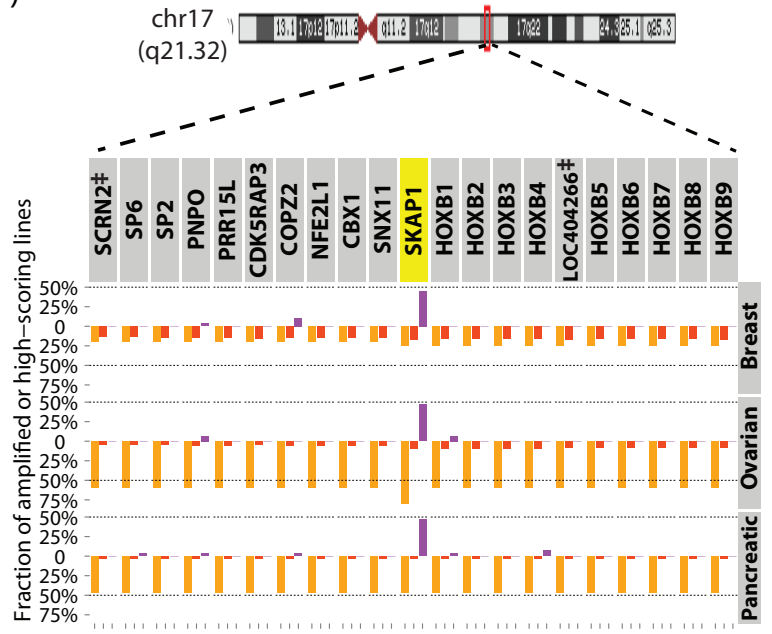 )
chr17
(q21.32)
) 13.1 17p12 17p11.2 q11.2 17q12 17q22 24.3 25.1 q25.3
SCRN2‡ SP6 SP2 PNPO PRR15L CDK5RAP3 COPZ2 NFE2L1 CBX1 SNX11 SKAP1 HOXB1 HOXB2 HOXB3 HOXB4 LOC404266‡ HOXB5 HOXB6 HOXB7 HOXB8 HOXB9
Fraction of amplified or high-scoring lines
50%
25%
0
25%
50%
75%
Breast
50%
25%
0
25%
50%
75%
Ovarian
50%
25%
0
25%
50%
75%
Pancreatic